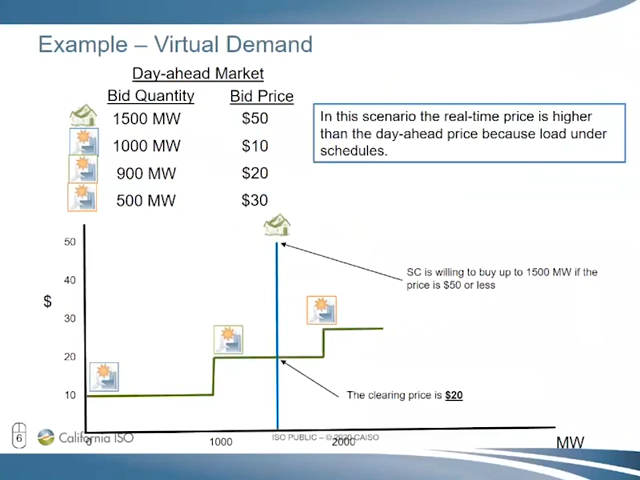 Example – Virtual Demand
Day-ahead Market
Bid Quantity Bid Price
1500 MW $50
1000 MW $10
900 MW $20
500 MW $30
In this scenario the real-time price is higher
than the day-ahead price because load under
schedules.
50
40
$
30
20
10
SC is willing to buy up to 1500 MW if the
price is $50 or less
The clearing price is $20
6
California ISO
0
1000
ISO PUBLIC – © 2020 CAISO
2000
MW